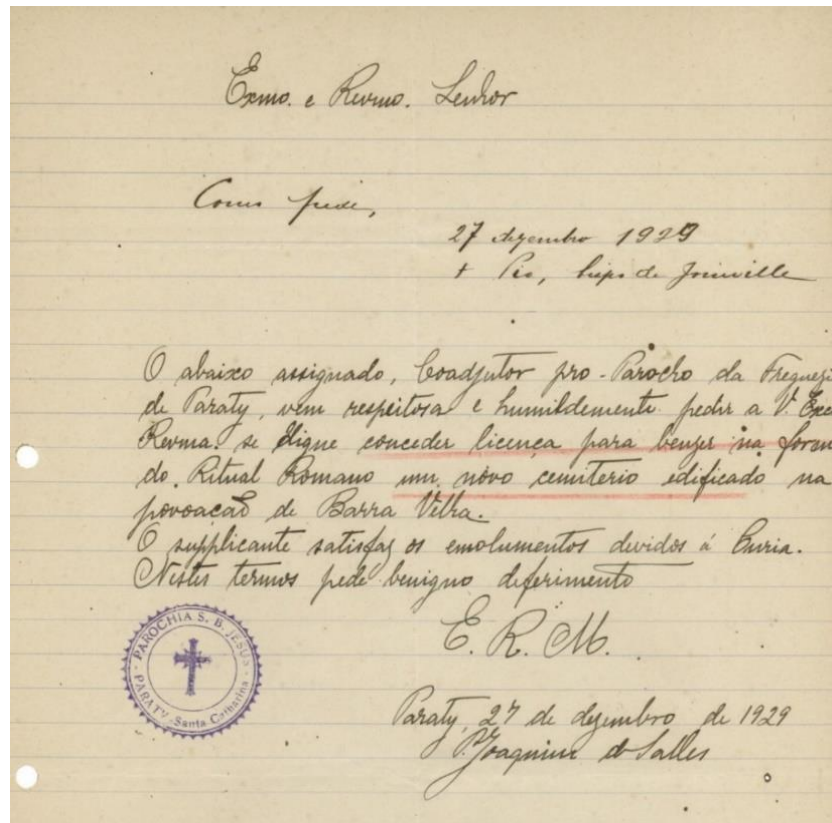 Exmo. e Revmo. Senhor
Como pede,
27 dezembro 1929
+ Pio, bispo de Joinville
O abaixo assignado, Coadjutor pro-Parocho da Freguezi
de Paraty, vem respeitosa e humildemente pedir a V. Exc
Revma. se digne conceder licença para benzer na form
do Ritual Romano um novo cemiterio edificado na
povoação de Barra Velha.
O supplicante satisfaz os emolumentos devidos á Curia.
Nestes termos pede benigno deferimento
E. R. M.
PAROCHIA S. B. JESUS - PARATY - Santa Catharina
Paraty, 27 de dezembro de 1929
P. Joaquim de Salles